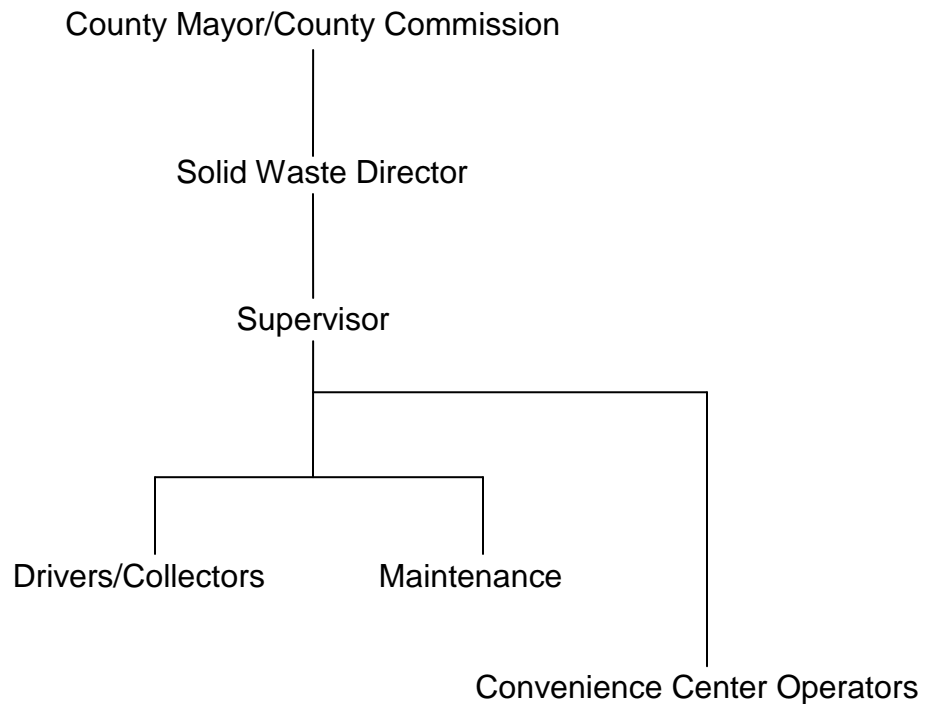 County Mayor/County Commission
Solid Waste Director
Supervisor
Drivers/Collectors
Maintenance
Convenience Center Operators